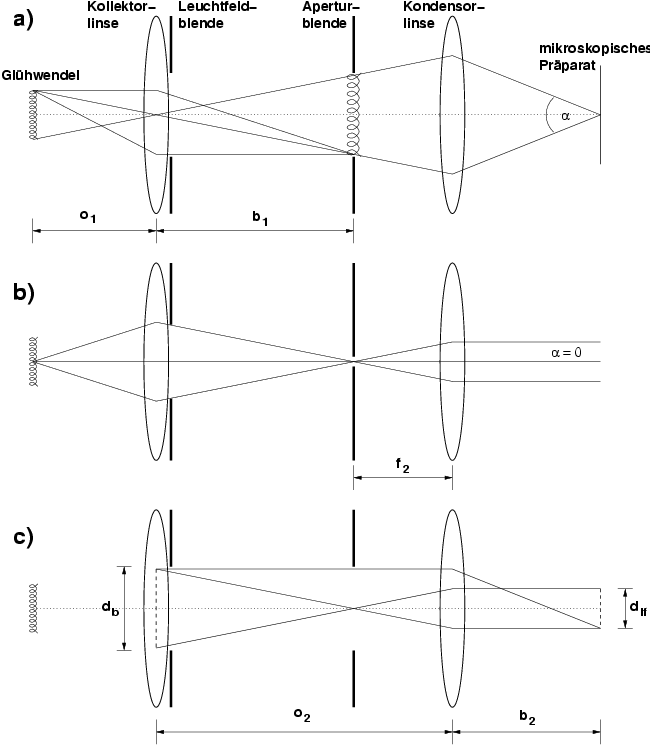 a)
Kollektor–
linse
Leuchtfeld–
blende
Apertur–
blende
Kondensor–
linse
mikroskopisches
Präparat
Glühwendel
α
o1
b1
b)
α = 0
f2
c)
db
dlf
o2
b2